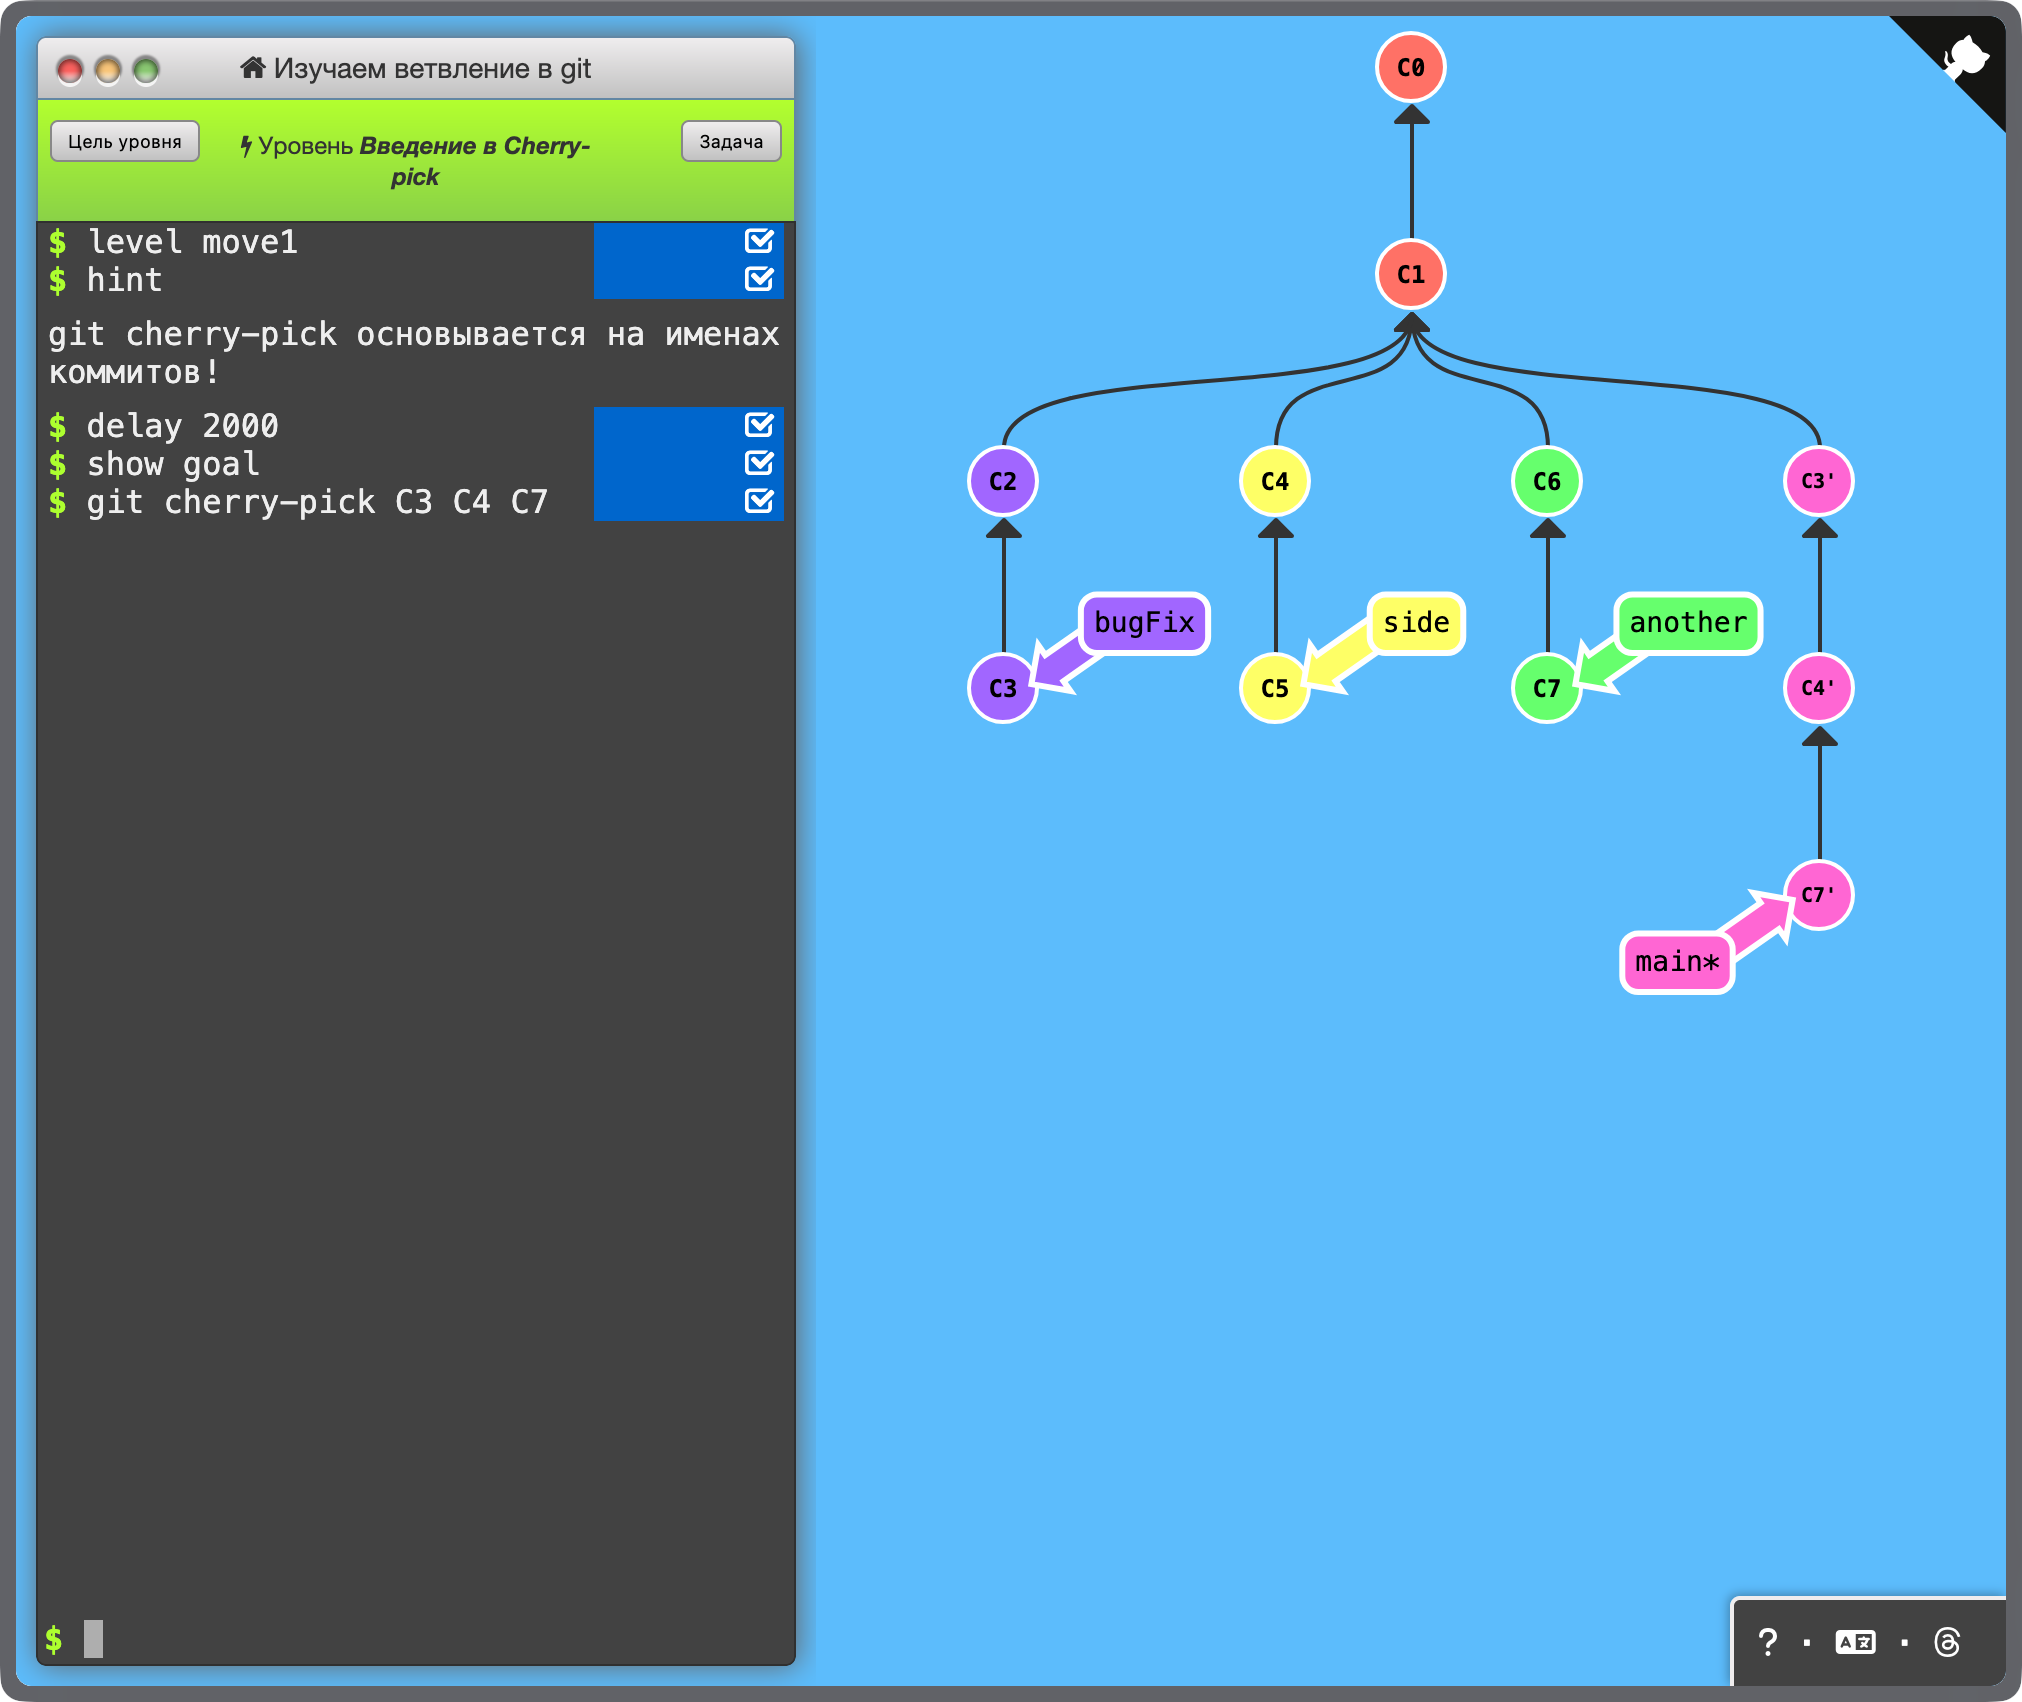 Изучаем ветвление в git
Цель уровня
Уровень Введение в Cherry-
pick
Задача
$ level move1
$ hint
git cherry-pick основывается на именах
коммитов!
$ delay 2000
$ show goal
$ git cherry-pick C3 C4 C7
$
C0
C1
C2
C4
C6
C3'
bugFix
side
another
C3
C5
C7
C4'
C7'
main*
? · A文 ·